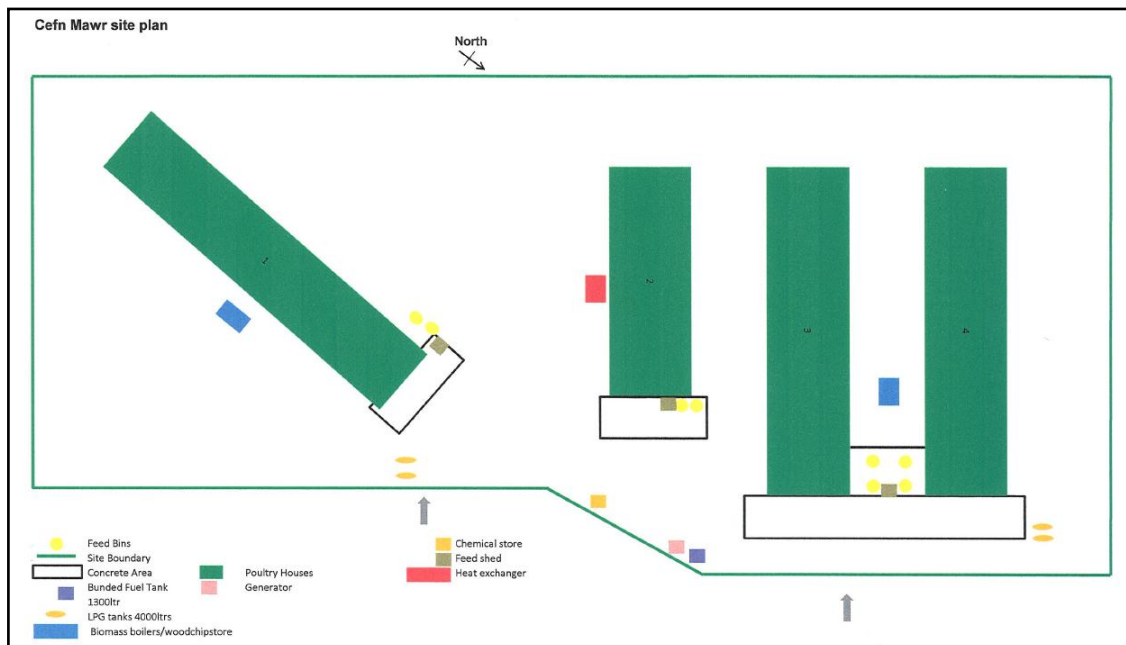 Cefn Mawr site plan
North
1
2
3
4
Feed Bins
Site Boundary
Concrete Area
Bunded Fuel Tank
1300ltr
LPG tanks 4000ltrs
Biomass boilers/woodchipstore
Poultry Houses
Generator
Chemical store
Feed shed
Heat exchanger